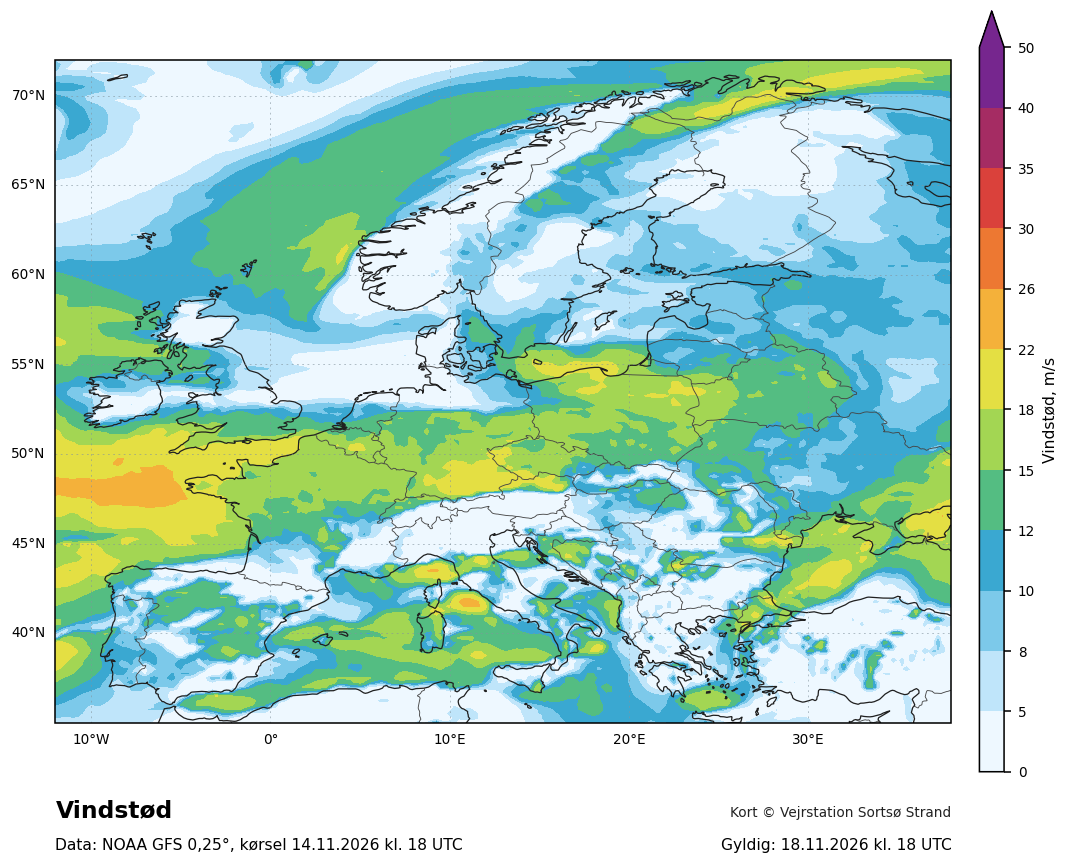 50
40
35
30
26
22
18
15
12
10
8
5
0
Vindstød, m/s
70°N
65°N
60°N
55°N
50°N
45°N
40°N
10°W
0°
10°E
20°E
30°E
Vindstød
Kort © Vejrstation Sortsø Strand
Data: NOAA GFS 0,25°, kørsel 14.11.2026 kl. 18 UTC
Gyldig: 18.11.2026 kl. 18 UTC